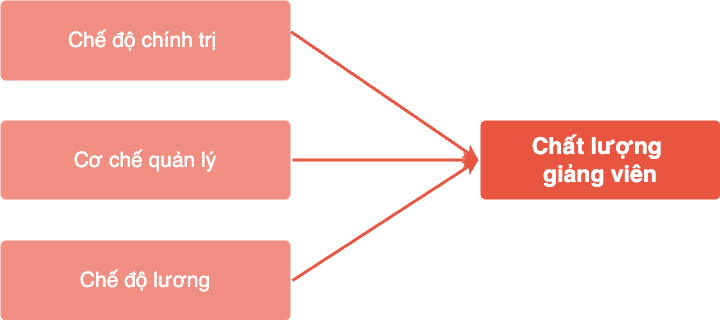 Chế độ chính trị
Cơ chế quản lý
Chế độ lương
Chất lượng
giảng viên